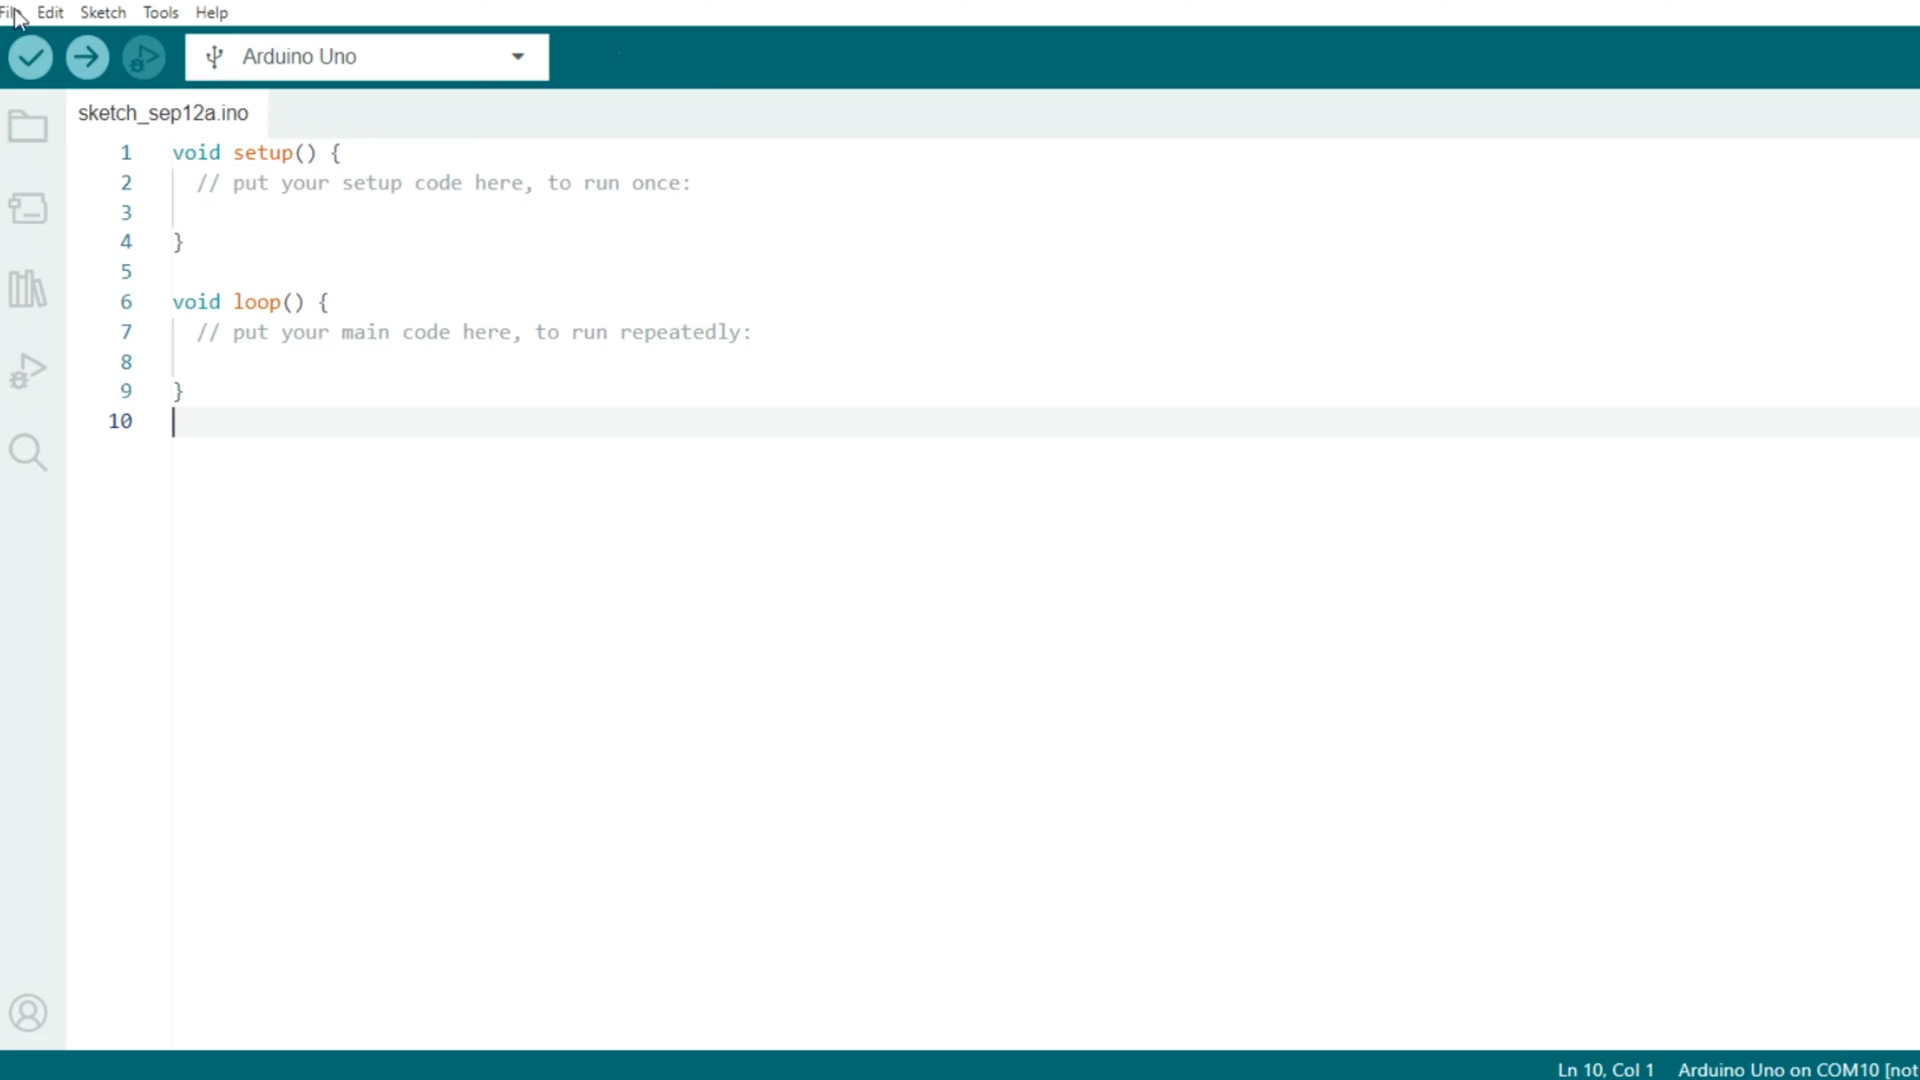 File Edit Sketch Tools Help
Arduino Uno
sketch_sep12a.ino
1 void setup() {
2 // put your setup code here, to run once:
3
4 }
5
6 void loop() {
7 // put your main code here, to run repeatedly:
8
9 }
10
Ln 10, Col 1 Arduino Uno on COM10 [not